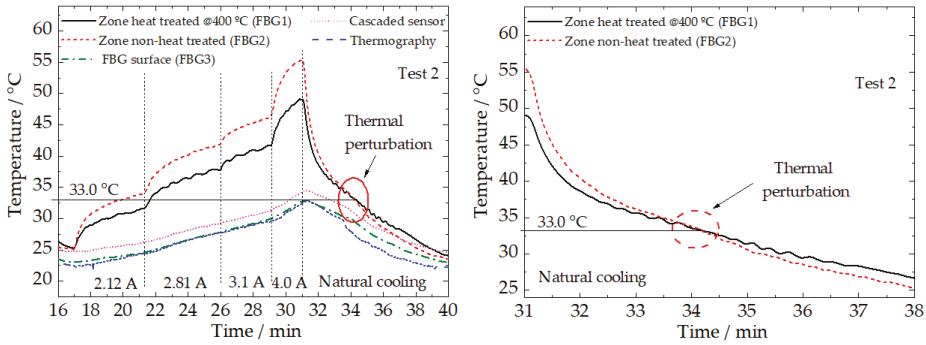 Zone heat treated @400 ºC (FBG1)
Cascaded sensor
Zone non-heat treated (FBG2)
Thermography
FBG surface (FBG3)
Test 2
Thermal
perturbation
33.0 ºC
2.12 A
2.81 A
3.1 A
4.0 A
Natural cooling
60
55
50
45
40
35
30
25
20
Temperature / °C
16 18 20 22 24 26 28 30 32 34 36 38 40
Time / min
Zone heat treated @400 ºC (FBG1)
Zone non-heat treated (FBG2)
Test 2
Thermal
perturbation
33.0 ºC
Natural cooling
60
55
50
45
40
35
30
25
Temperature / °C
31 32 33 34 35 36 37 38
Time / min